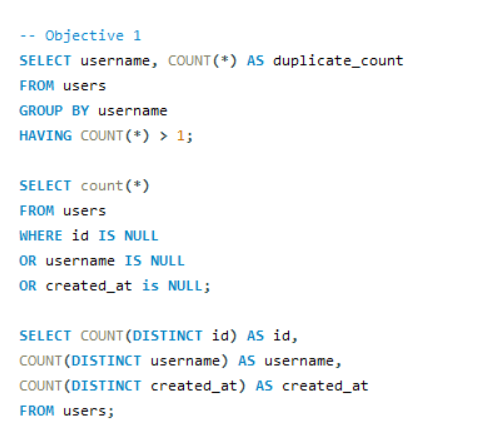 -- Objective 1
SELECT username, COUNT(*) AS duplicate_count
FROM users
GROUP BY username
HAVING COUNT(*) > 1;
SELECT count(*)
FROM users
WHERE id IS NULL
OR username IS NULL
OR created_at is NULL;
SELECT COUNT(DISTINCT id) AS id,
COUNT(DISTINCT username) AS username,
COUNT(DISTINCT created_at) AS created_at
FROM users;